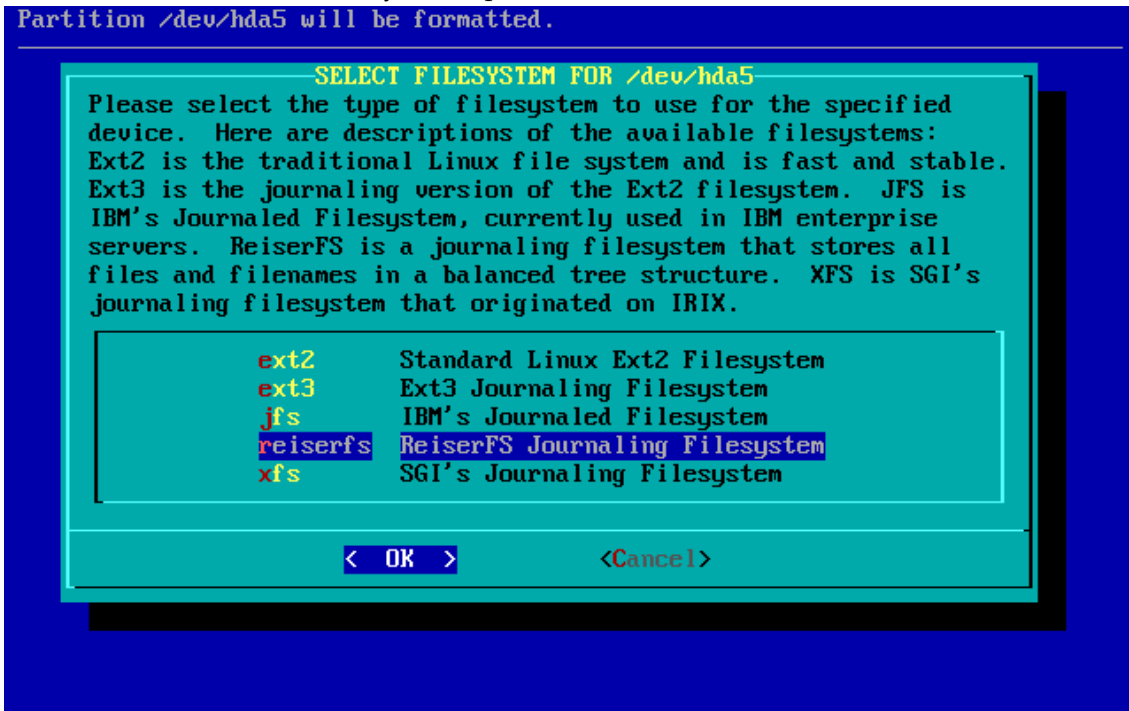 Partition /dev/hda5 will be formatted.
SELECT FILESYSTEM FOR /dev/hda5
Please select the type of filesystem to use for the specified
device.  Here are descriptions of the available filesystems:
Ext2 is the traditional Linux file system and is fast and stable.
Ext3 is the journaling version of the Ext2 filesystem.  JFS is
IBM's Journaled Filesystem, currently used in IBM enterprise
servers.  ReiserFS is a journaling filesystem that stores all
files and filenames in a balanced tree structure.  XFS is SGI's
journaling filesystem that originated on IRIX.
ext2 Standard Linux Ext2 Filesystem
ext3 Ext3 Journaling Filesystem
jfs IBM's Journaled Filesystem
reiserfs ReiserFS Journaling Filesystem
xfs SGI's Journaling Filesystem
<  OK  > <Cancel>